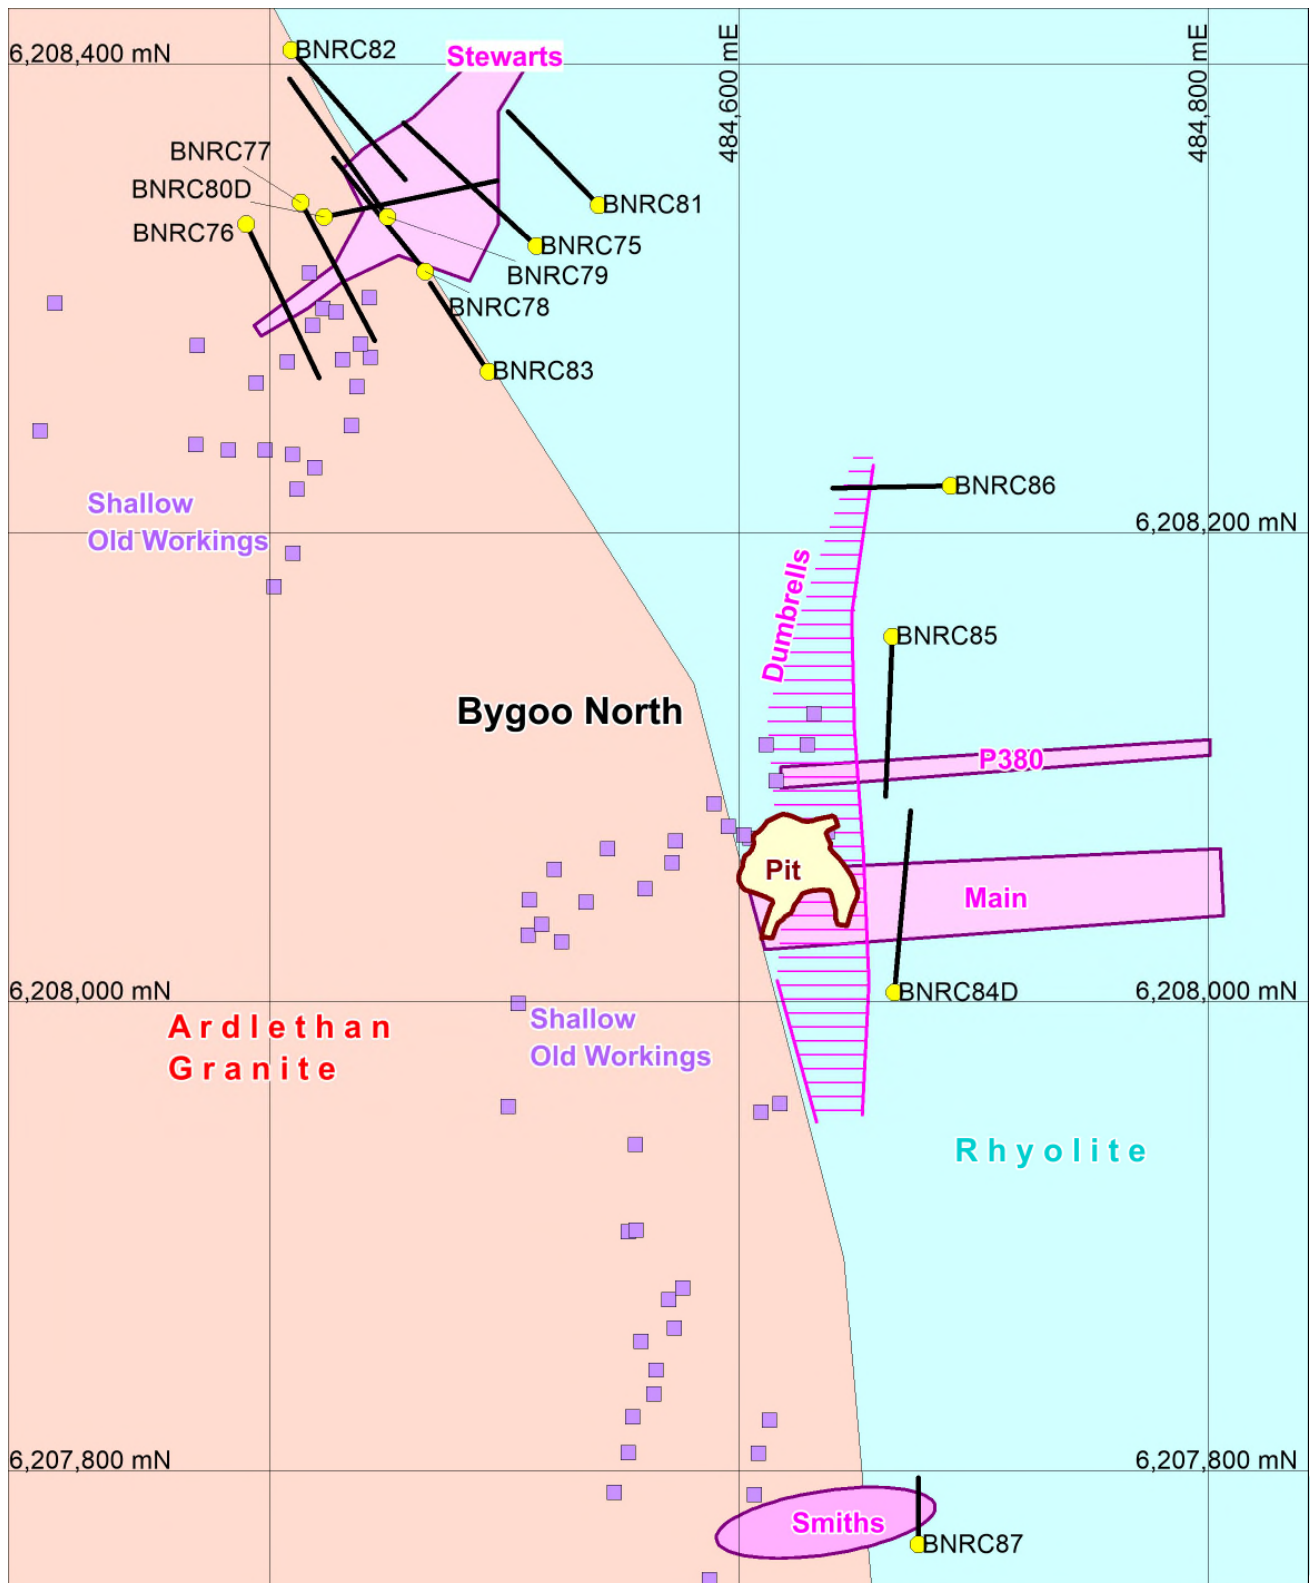 6,208,400 mN
BNRC82
Stewarts
484,600 mE
484,800 mE
BNRC77
BNRC80D
BNRC76
BNRC81
BNRC75
BNRC79
BNRC78
BNRC83
Shallow
Old Workings
BNRC86
6,208,200 mN
Dumbrells
BNRC85
Bygoo North
P380
Pit
Main
6,208,000 mN
BNRC84D
6,208,000 mN
Ardlethan
Granite
Shallow
Old Workings
Rhyolite
6,207,800 mN
6,207,800 mN
Smiths
BNRC87